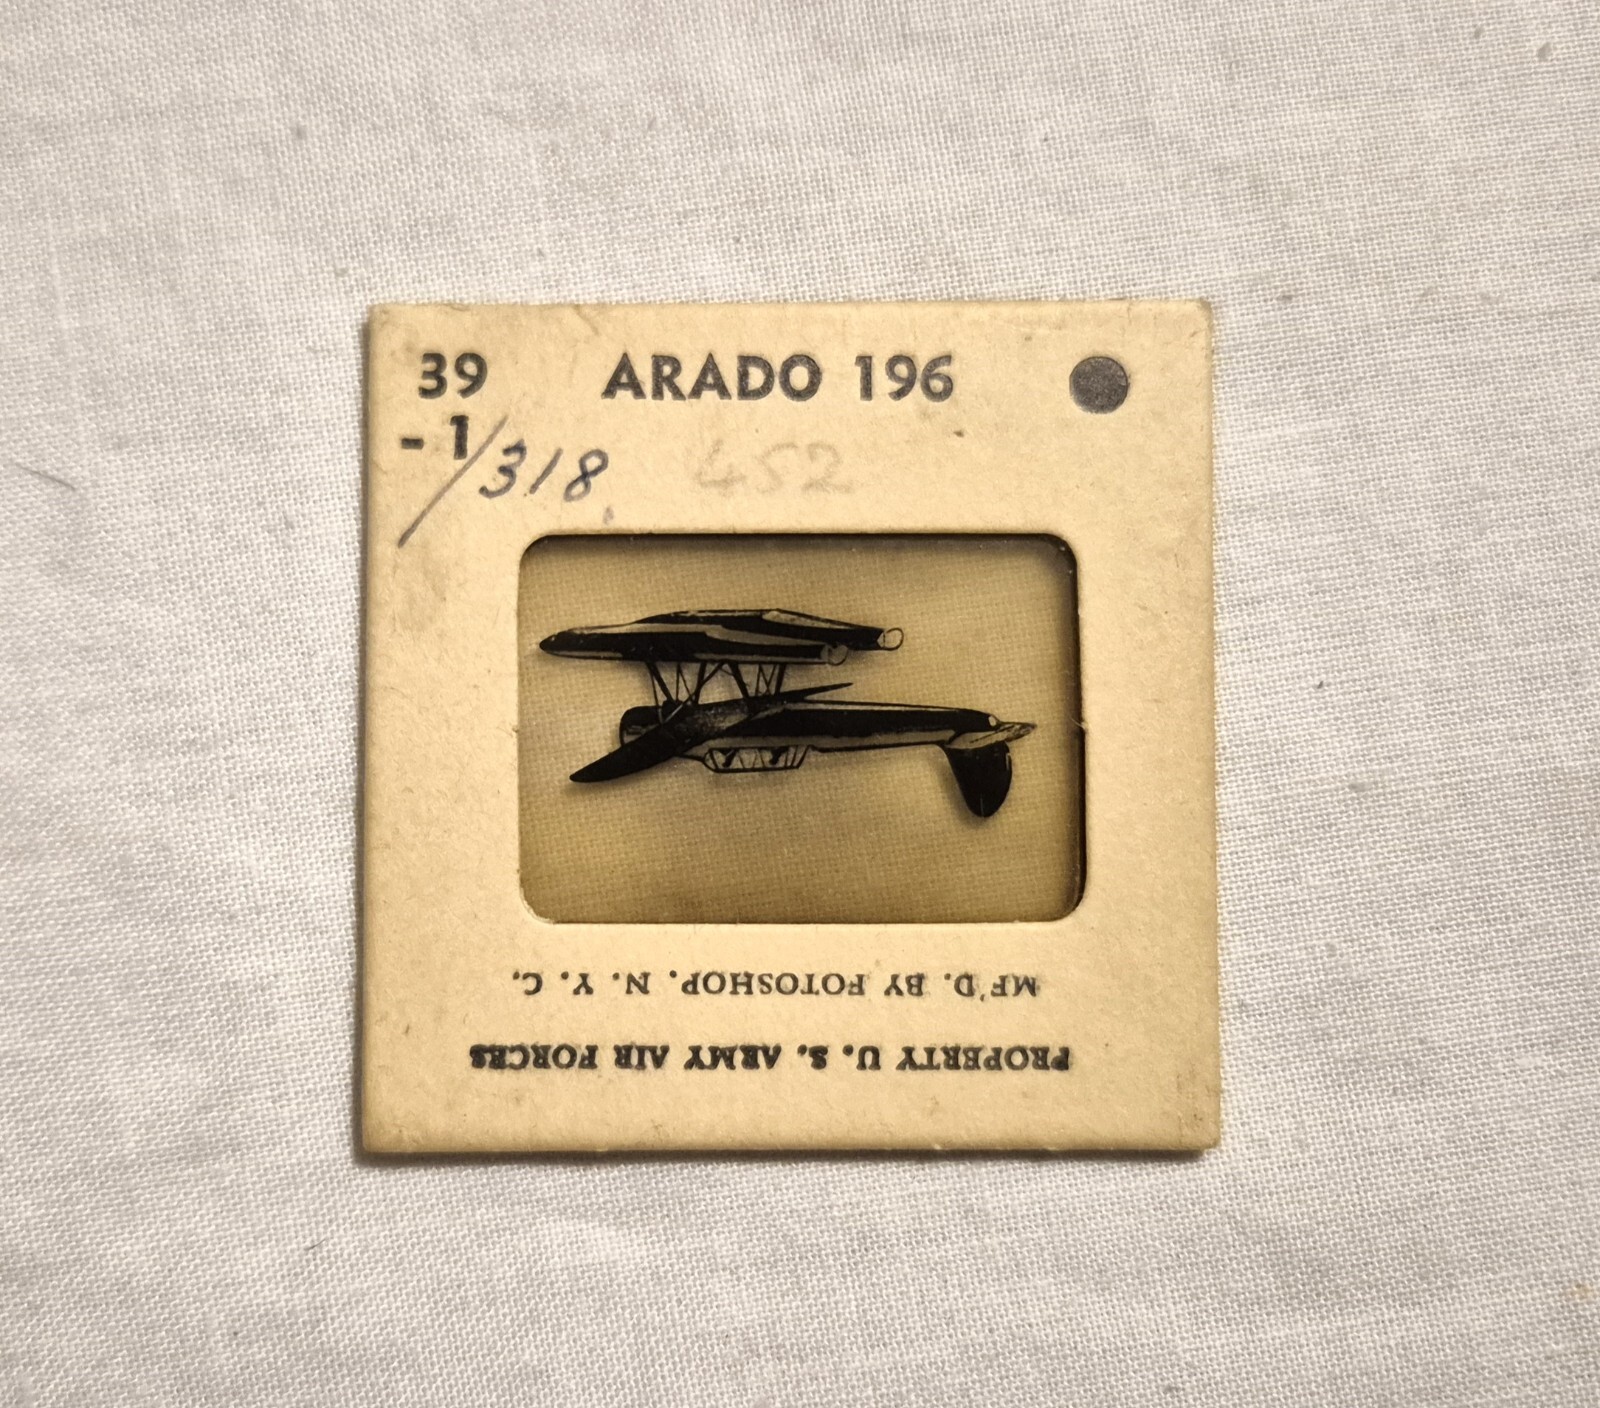 39 ARADO 196
- 1/318
452
MF'D. BY FOTOSHOP. N. Y. C.
PROPERTY U. S. ARMY AIR FORCES